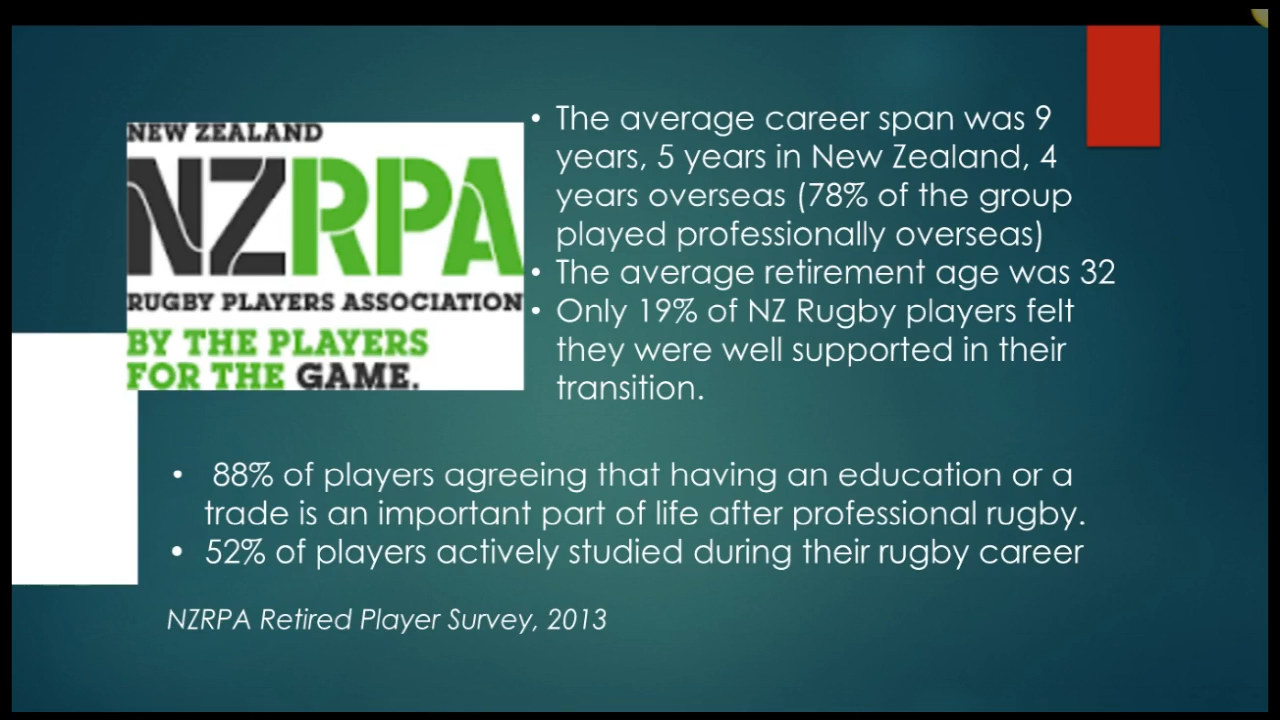 NEW ZEALAND
NZRPA
RUGBY PLAYERS ASSOCIATION
BY THE PLAYERS
FOR THE GAME.
• The average career span was 9
years, 5 years in New Zealand, 4
years overseas (78% of the group
played professionally overseas)
• The average retirement age was 32
• Only 19% of NZ Rugby players felt
they were well supported in their
transition.
• 88% of players agreeing that having an education or a
trade is an important part of life after professional rugby.
• 52% of players actively studied during their rugby career
NZRPA Retired Player Survey, 2013